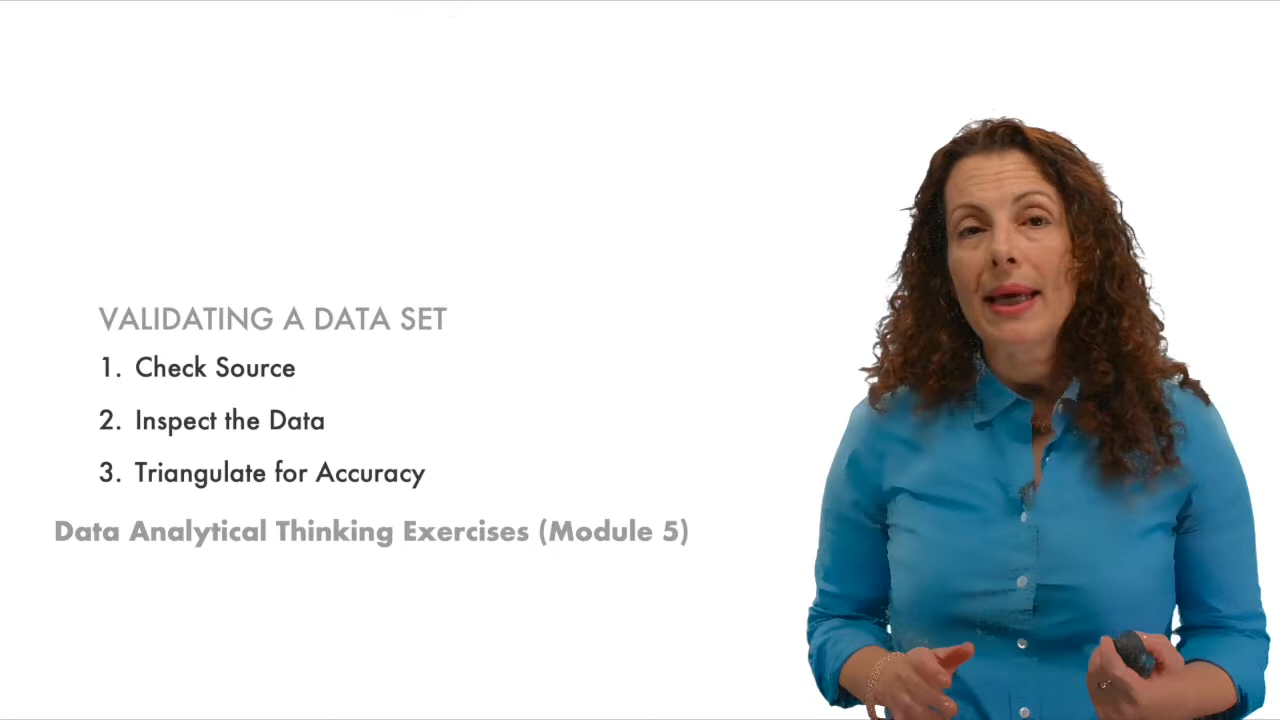 VALIDATING A DATA SET
1. Check Source
2. Inspect the Data
3. Triangulate for Accuracy
Data Analytical Thinking Exercises (Module 5)